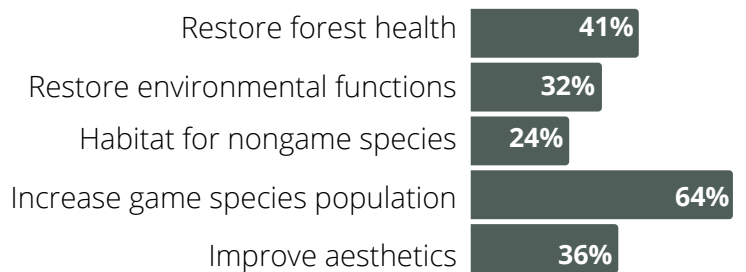 Restore forest health 41%
Restore environmental functions 32%
Habitat for nongame species 24%
Increase game species population 64%
Improve aesthetics 36%